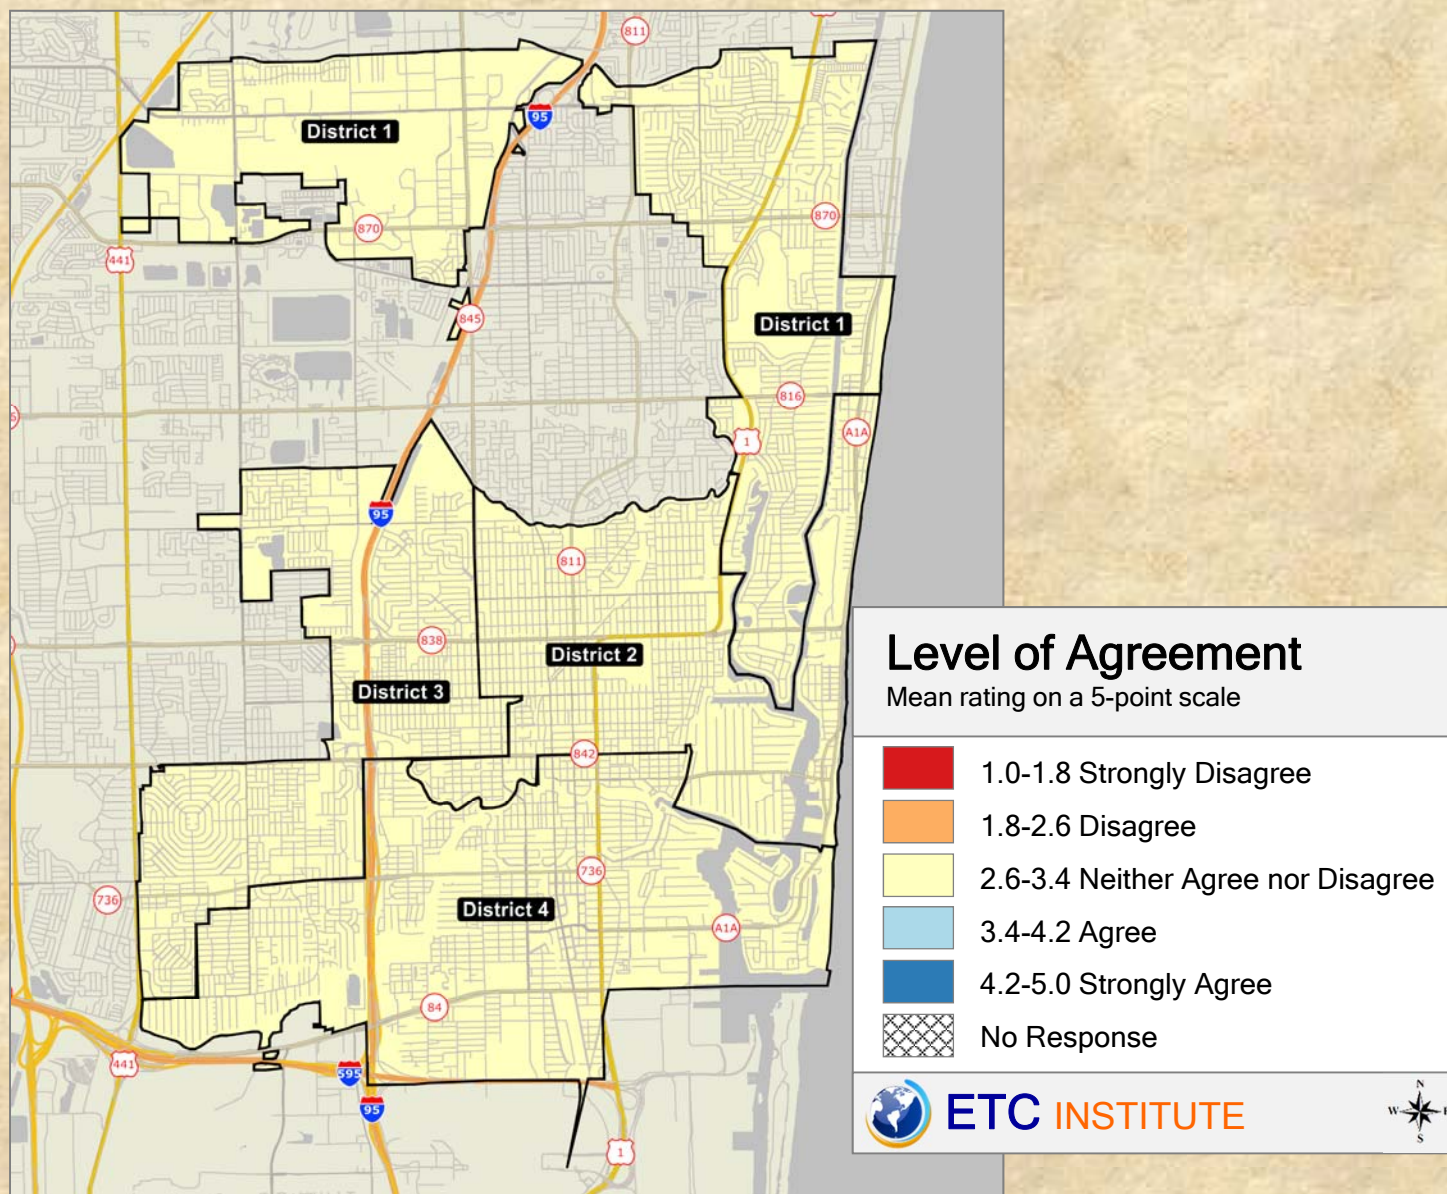 811
95
District 1
870
870
441
845
District 1
816
A1A
1
95
811
838
District 2
District 3
842
736
736
District 4
A1A
84
441
595
95
1
Level of Agreement
Mean rating on a 5-point scale
1.0-1.8 Strongly Disagree
1.8-2.6 Disagree
2.6-3.4 Neither Agree nor Disagree
3.4-4.2 Agree
4.2-5.0 Strongly Agree
No Response
ETC INSTITUTE
N
W
S